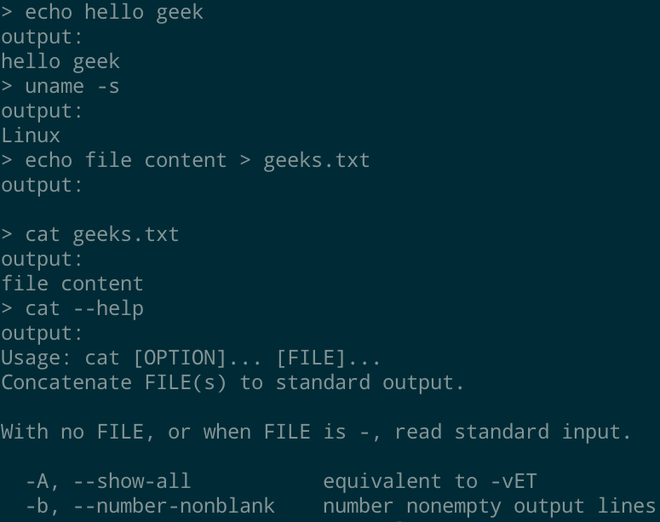 > echo hello geek
output:
hello geek
> uname -s
output:
Linux
> echo file content > geeks.txt
output:

> cat geeks.txt
output:
file content
> cat --help
output:
Usage: cat [OPTION]... [FILE]...
Concatenate FILE(s) to standard output.

With no FILE, or when FILE is -, read standard input.

  -A, --show-all           equivalent to -vET
  -b, --number-nonblank    number nonempty output lines